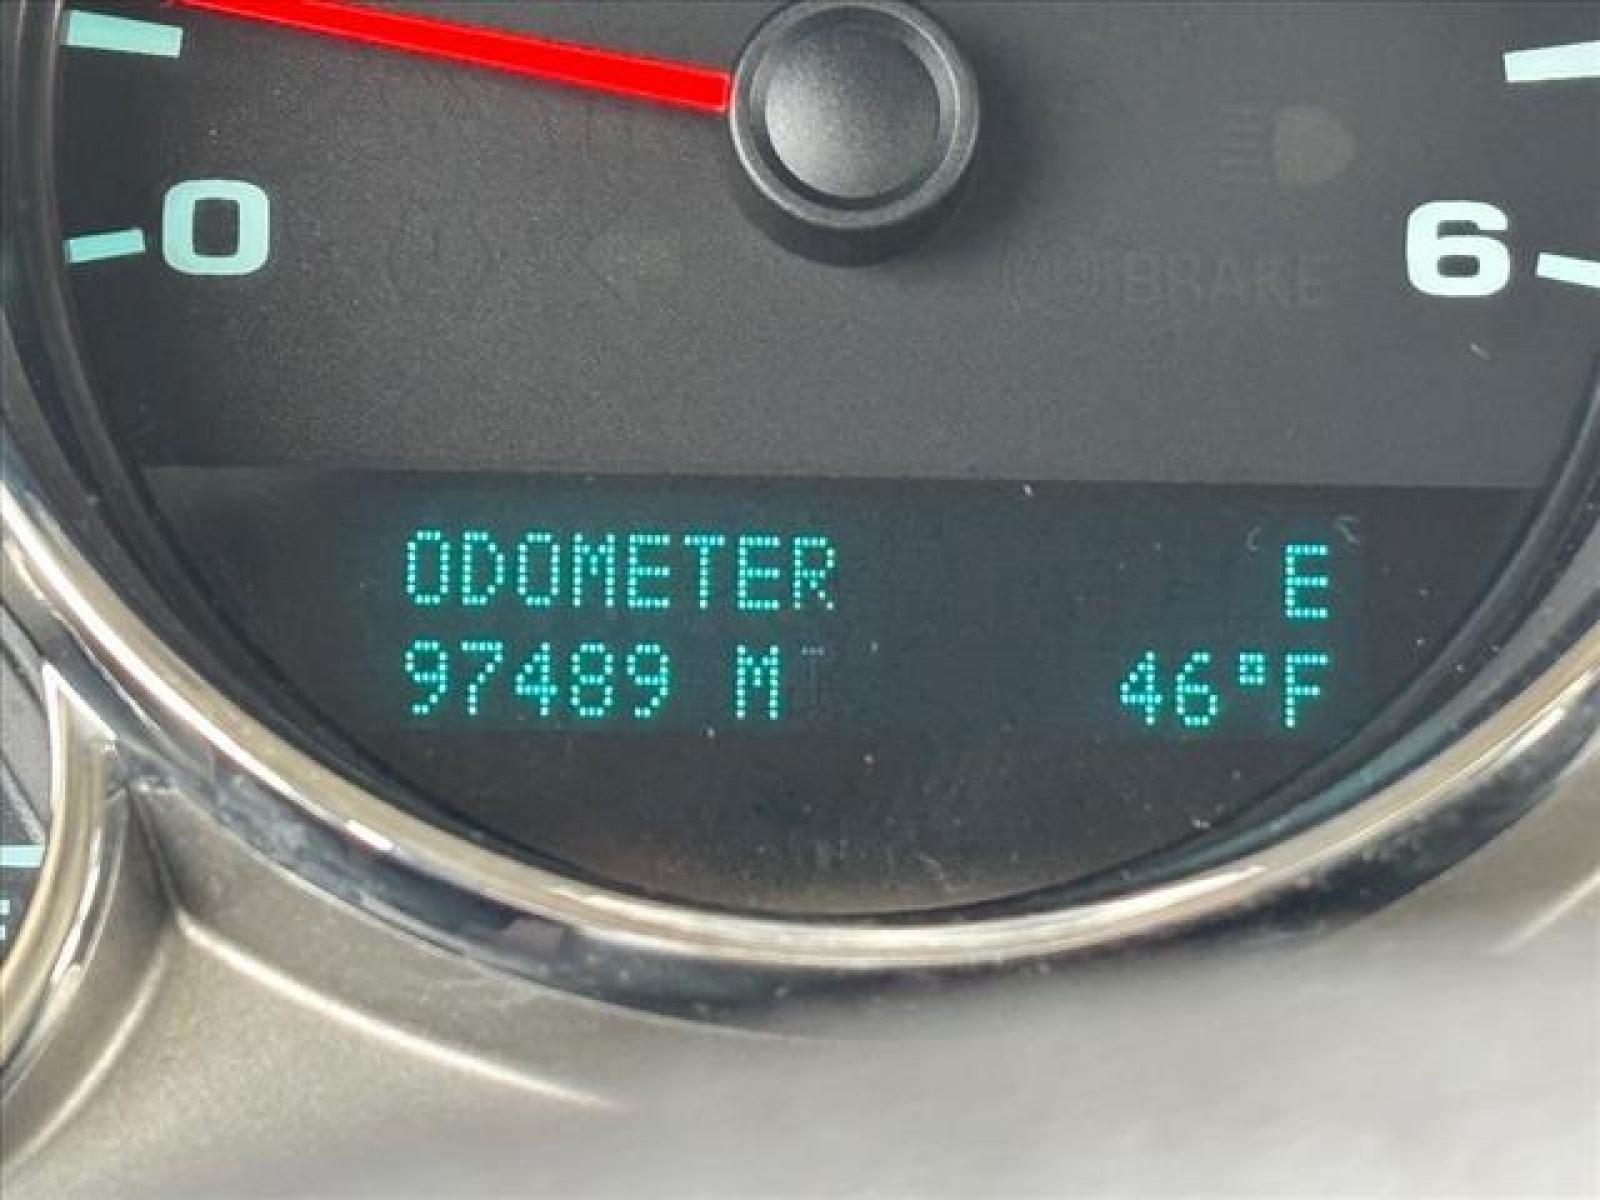 0
6
BRAKE
ODOMETER E
97489 M 46°F